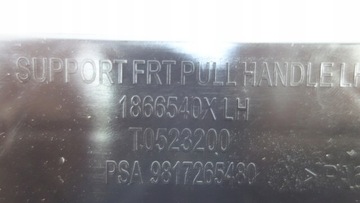 SUPPORT FRT PULL HANDLE LH
1866540X LH
T0523200
PSA 9817265480